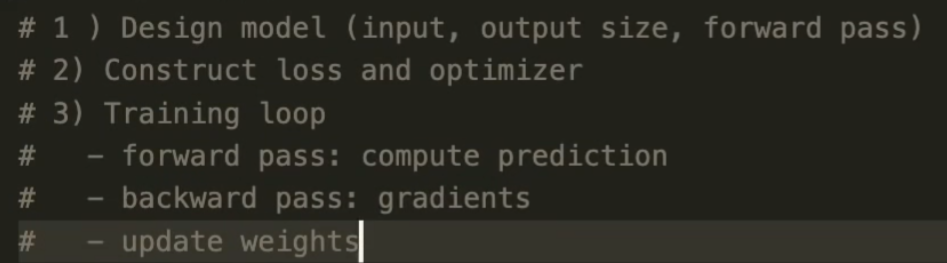 # 1 ) Design model (input, output size, forward pass)
# 2) Construct loss and optimizer
# 3) Training loop
#   - forward pass: compute prediction
#   - backward pass: gradients
#   - update weights